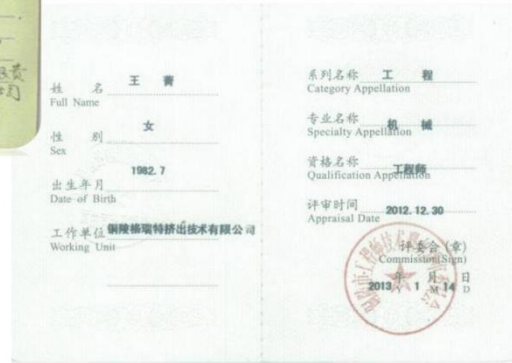 姓 名 王 菁
Full Name
性 别 女
Sex
1982.7
出生年月
Date of Birth
工作单位 铜陵格瑞特挤出技术有限公司
Working Unit
系列名称 工 程
Category Appellation
专业名称 机 械
Specialty Appellation
资格名称 工程师
Qualification Appellation
评审时间 2012.12.30
Appraisal Date
评委会(章)
Commission(Sign)
年 月 日
2013 Y 1 M 14 D